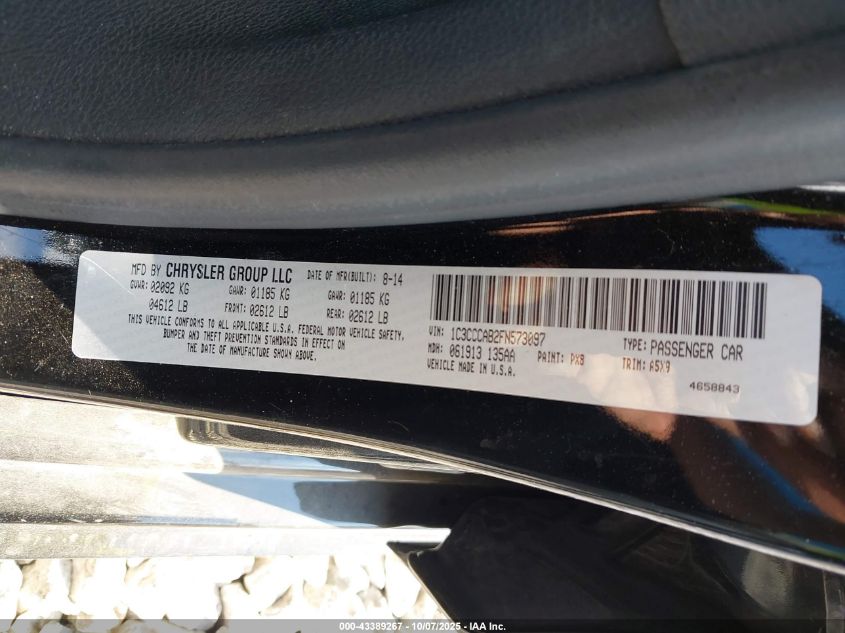 MFD BY CHRYSLER GROUP LLC DATE OF MFR(BUILT): 8-14
GVWR: 02092 KG GAWR: 01185 KG GAWR: 01185 KG
04612 LB FRONT: 02612 LB REAR: 02612 LB
THIS VEHICLE CONFORMS TO ALL APPLICABLE U.S.A. FEDERAL MOTOR VEHICLE SAFETY,
BUMPER AND THEFT PREVENTION STANDARDS IN EFFECT ON
THE DATE OF MANUFACTURE SHOWN ABOVE.
VIN: 1C3CCCAB2FN573097 TYPE: PASSENGER CAR
MDH: 061913 135AA PAINT: PX8 TRIM: A5X9
VEHICLE MADE IN U.S.A. 4658843
000-43389267 - 10/07/2025 - IAA Inc.